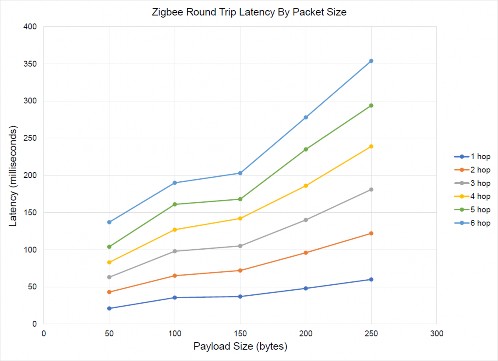 Zigbee Round Trip Latency By Packet Size
400
350
300
250
200
150
100
50
0
Latency (milliseconds)
0 50 100 150 200 250 300
Payload Size (bytes)
1 hop
2 hop
3 hop
4 hop
5 hop
6 hop